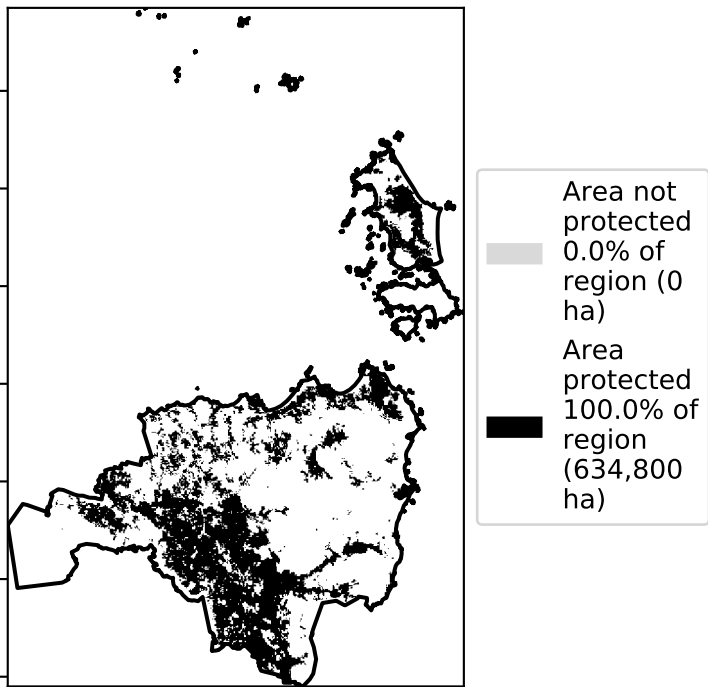 Area not
protected
0.0% of
region (0
ha)
Area
protected
100.0% of
region
(634,800
ha)